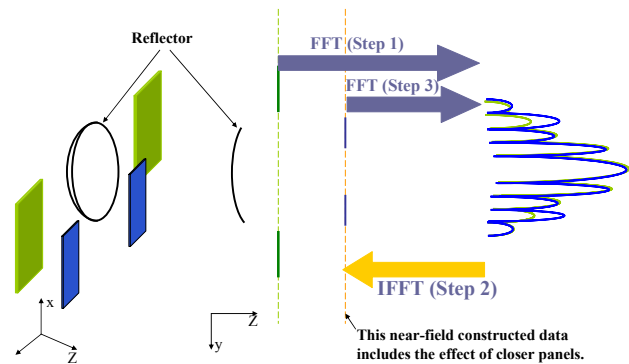 Reflector
FFT (Step 1)
FFT (Step 3)
IFFT (Step 2)
x
Z
Z
y
This near-field constructed data
includes the effect of closer panels.